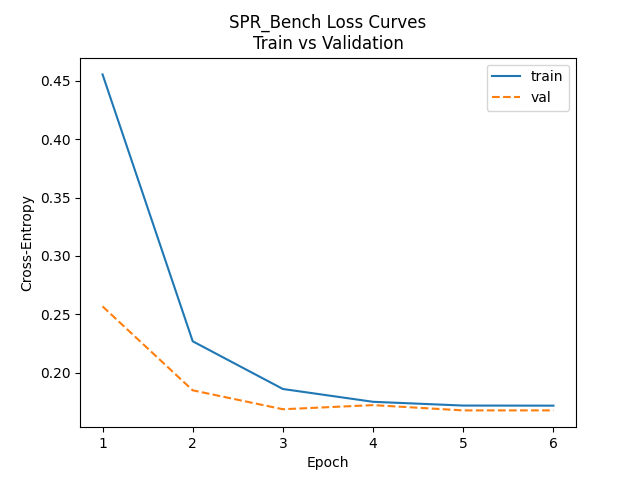 SPR_Bench Loss Curves
Train vs Validation
train
val
Cross-Entropy
0.45
0.40
0.35
0.30
0.25
0.20
1 2 3 4 5 6
Epoch